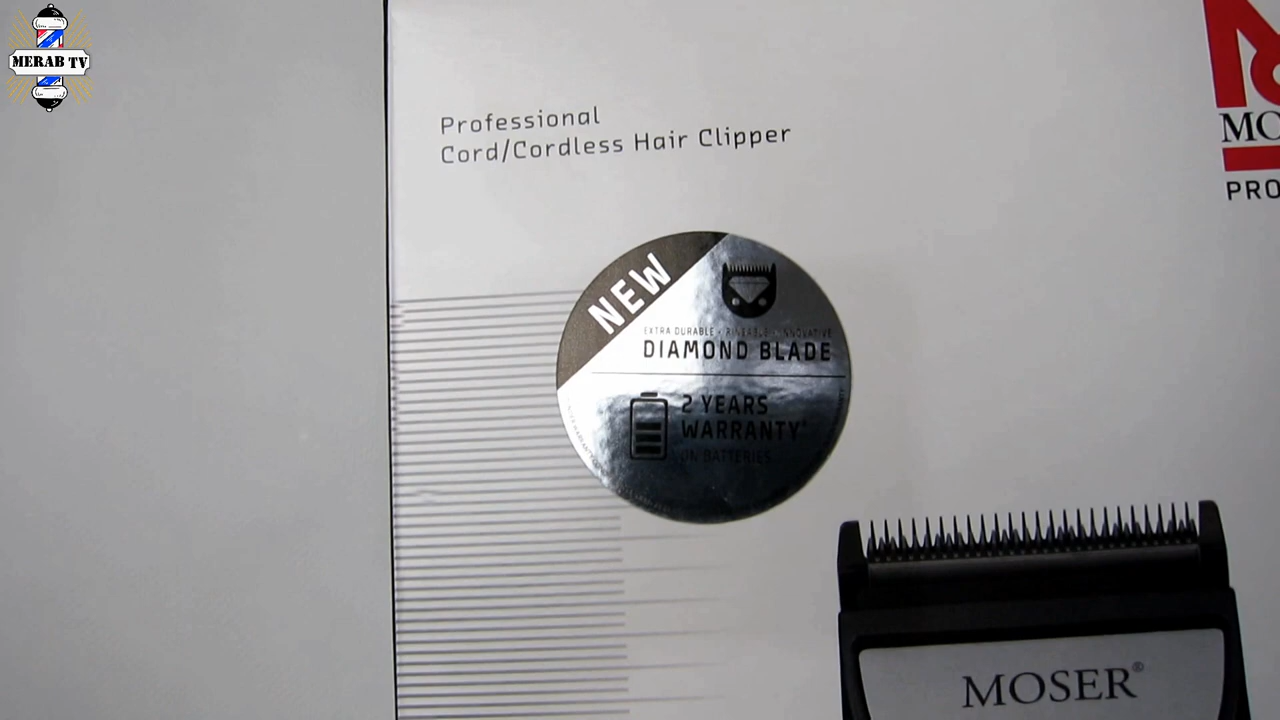 MERAB TV
Professional
Cord/Cordless Hair Clipper
MO
PRO
NEW
EXTRA DURABLE - RINSABLE - INNOVATIVE
DIAMOND BLADE
2 YEARS
WARRANTY*
ON BATTERIES
MOSER®